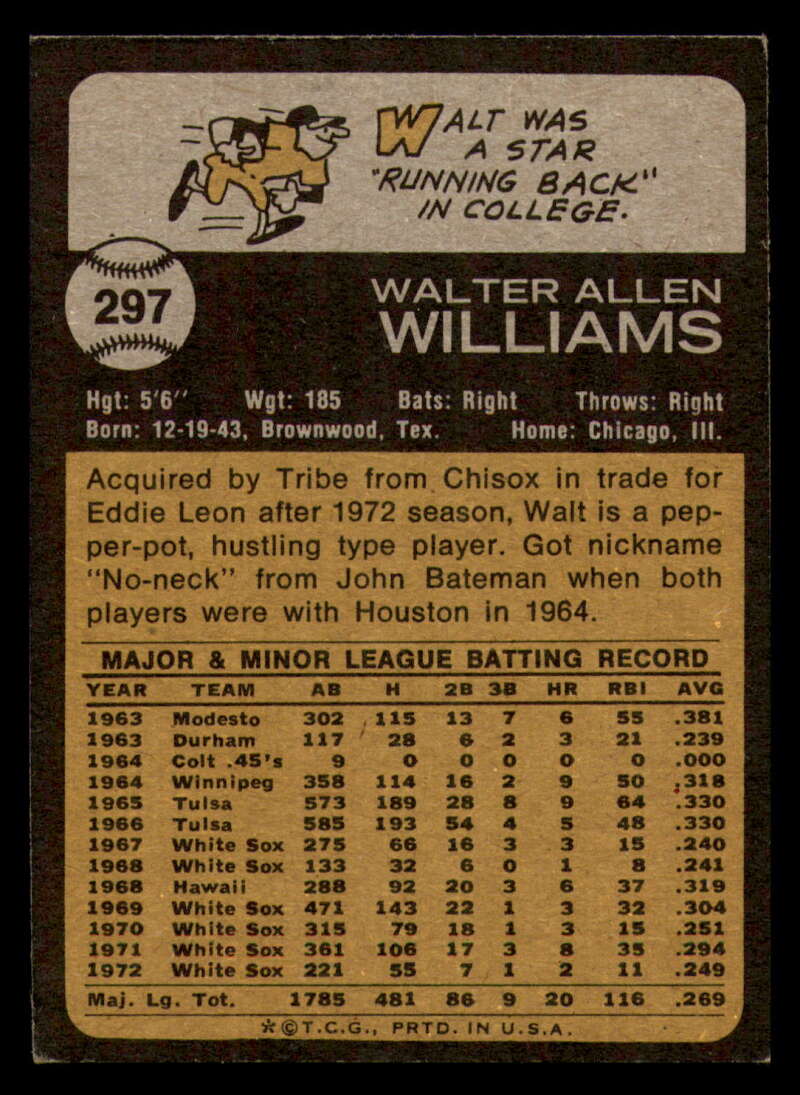 WALT WAS
A STAR
"RUNNING BACK"
IN COLLEGE.
297
WALTER ALLEN
WILLIAMS
Hgt: 5'6" Wgt: 185 Bats: Right Throws: Right
Born: 12-19-43, Brownwood, Tex. Home: Chicago, Ill.
Acquired by Tribe from Chisox in trade for
Eddie Leon after 1972 season, Walt is a pep-
per-pot, hustling type player. Got nickname
"No-neck" from John Bateman when both
players were with Houston in 1964.
MAJOR & MINOR LEAGUE BATTING RECORD
YEAR TEAM AB H 2B 3B HR RBI AVG
1963 Modesto 302 115 13 7 6 55 .381
1963 Durham 117 28 6 2 3 21 .239
1964 Colt .45's 9 0 0 0 0 0 .000
1964 Winnipeg 358 114 16 2 9 50 .318
1965 Tulsa 573 189 28 8 9 64 .330
1966 Tulsa 585 193 54 4 5 48 .330
1967 White Sox 275 66 16 3 3 15 .240
1968 White Sox 133 32 6 0 1 8 .241
1968 Hawaii 288 92 20 3 6 37 .319
1969 White Sox 471 143 22 1 3 32 .304
1970 White Sox 315 79 18 1 3 15 .251
1971 White Sox 361 106 17 3 8 35 .294
1972 White Sox 221 55 7 1 2 11 .249
Maj. Lg. Tot. 1785 481 86 9 20 116 .269
*©T.C.G., PRTD. IN U.S.A.